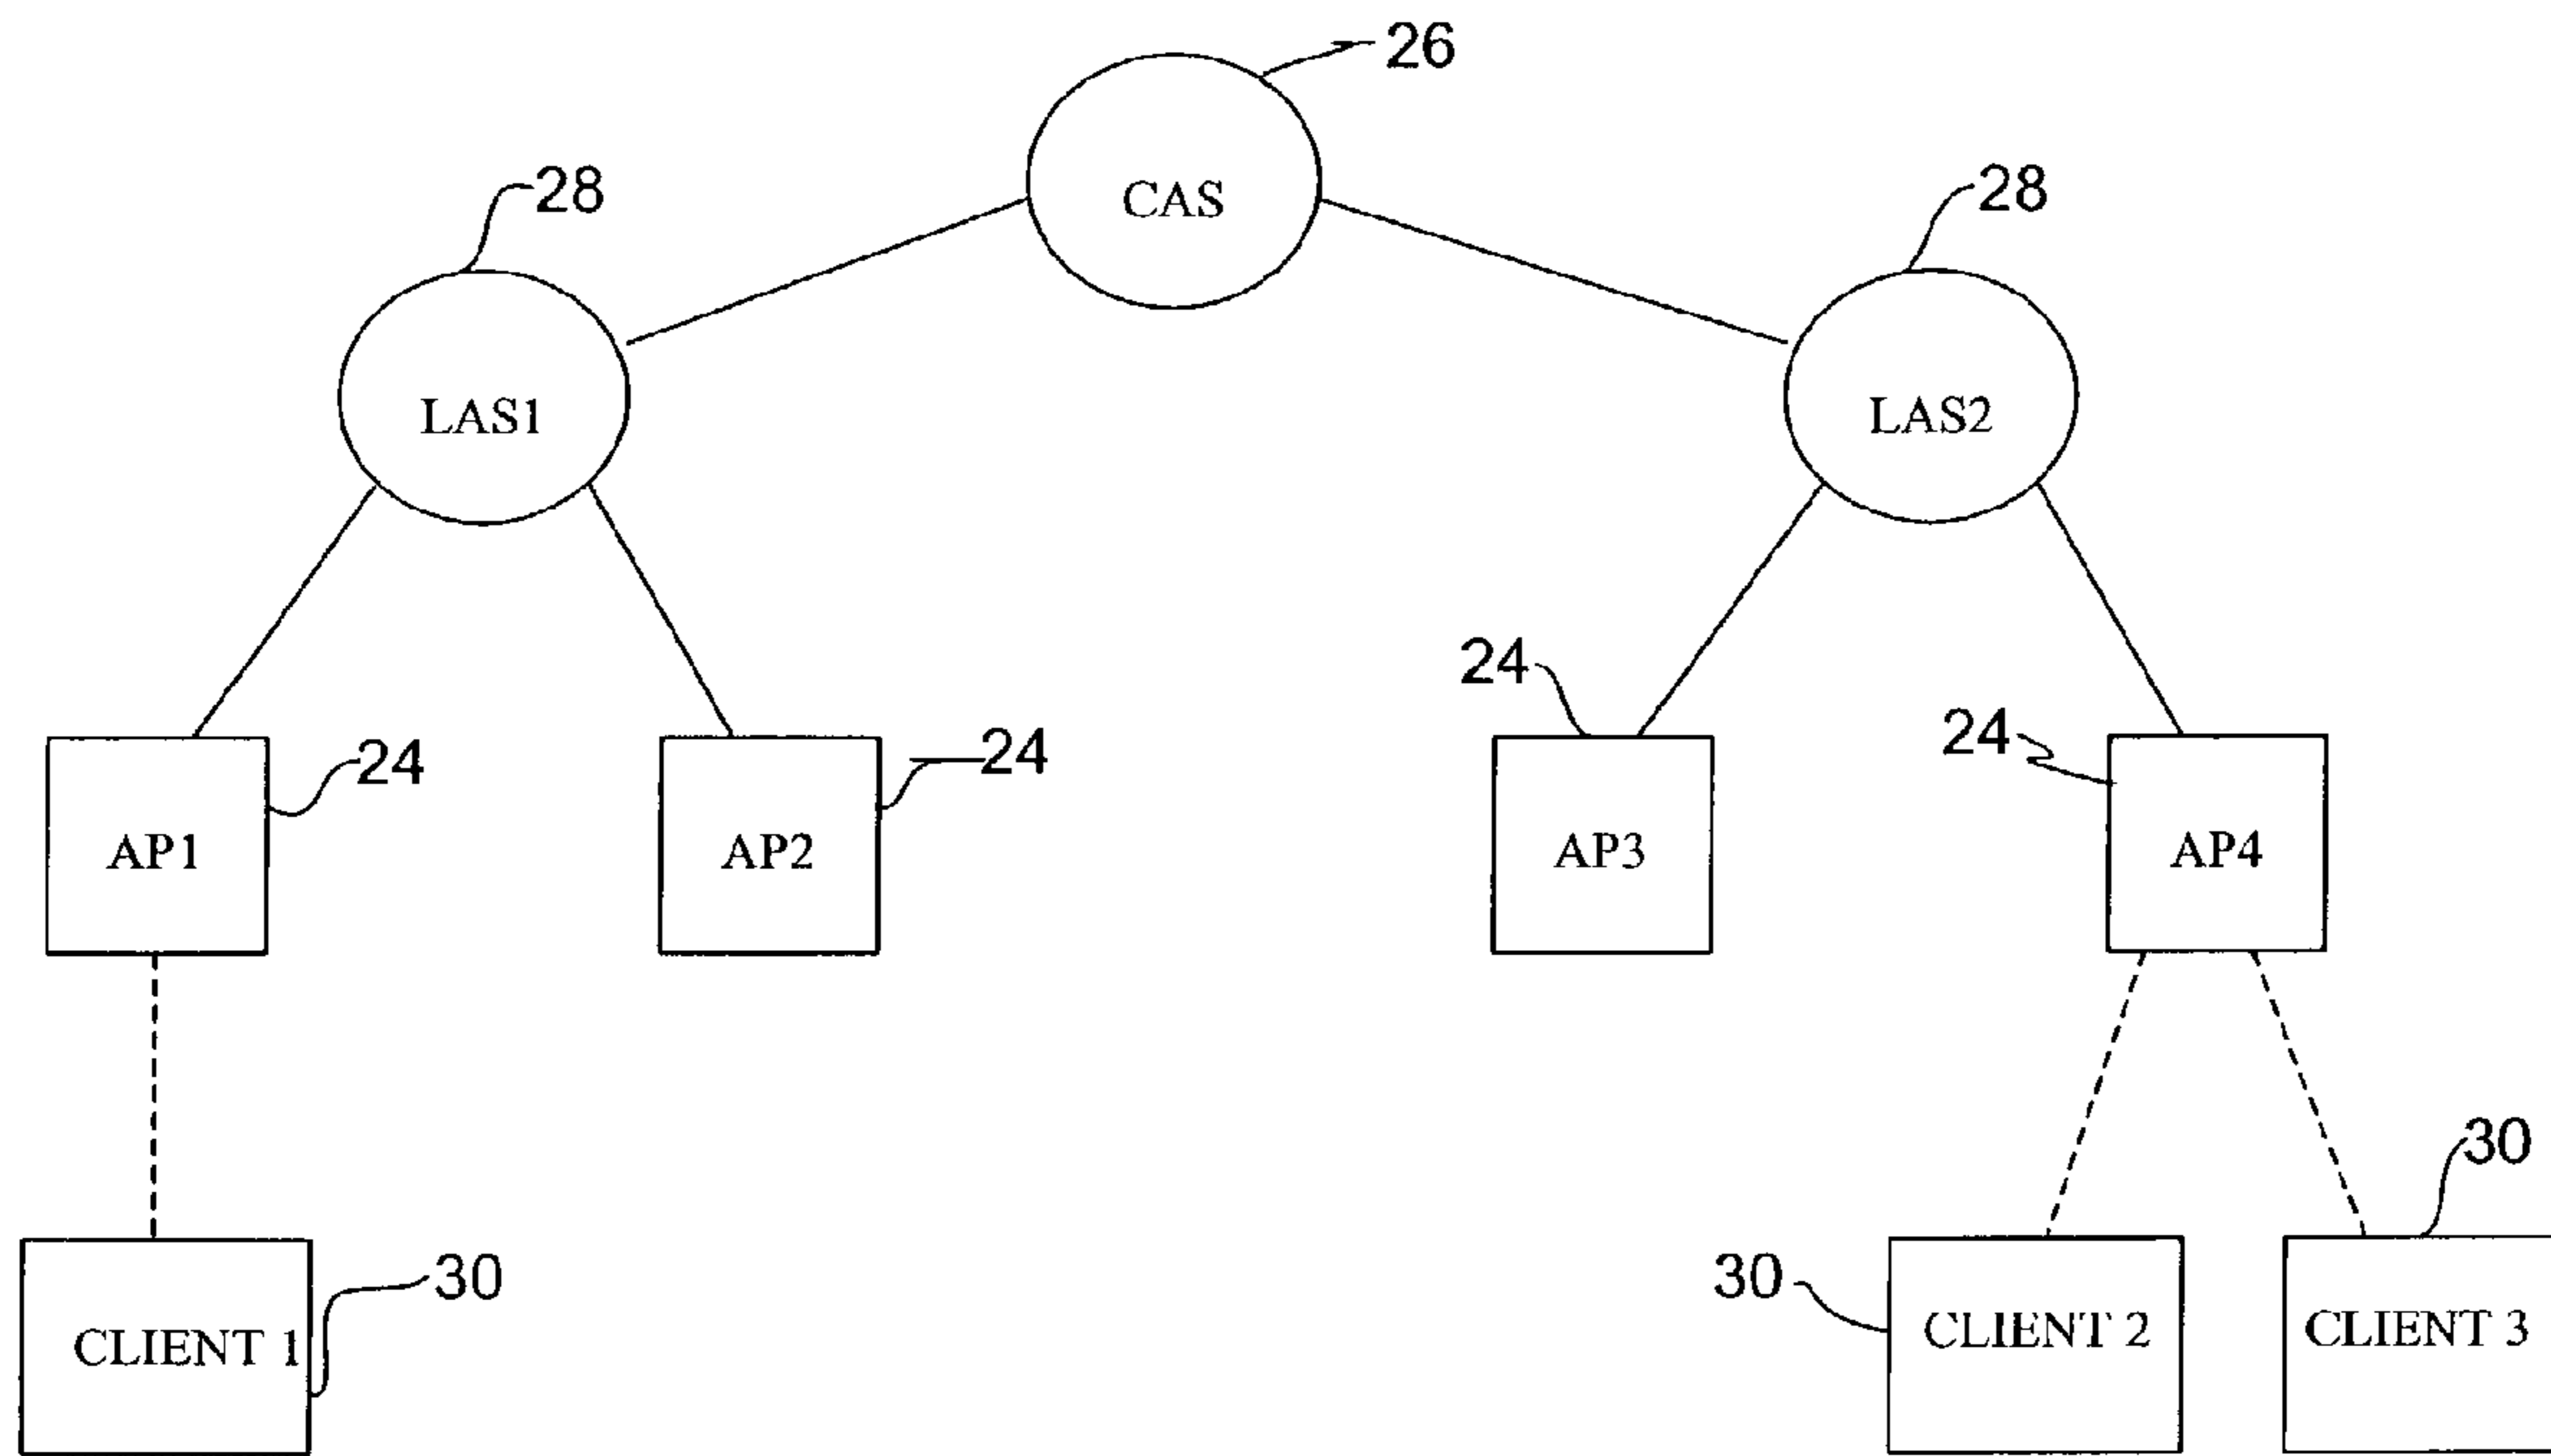 26
CAS
28
28
LAS1
LAS2
24
24
24
24
AP1
AP2
AP3
AP4
30
30
30
CLIENT 1
CLIENT 2
CLIENT 3